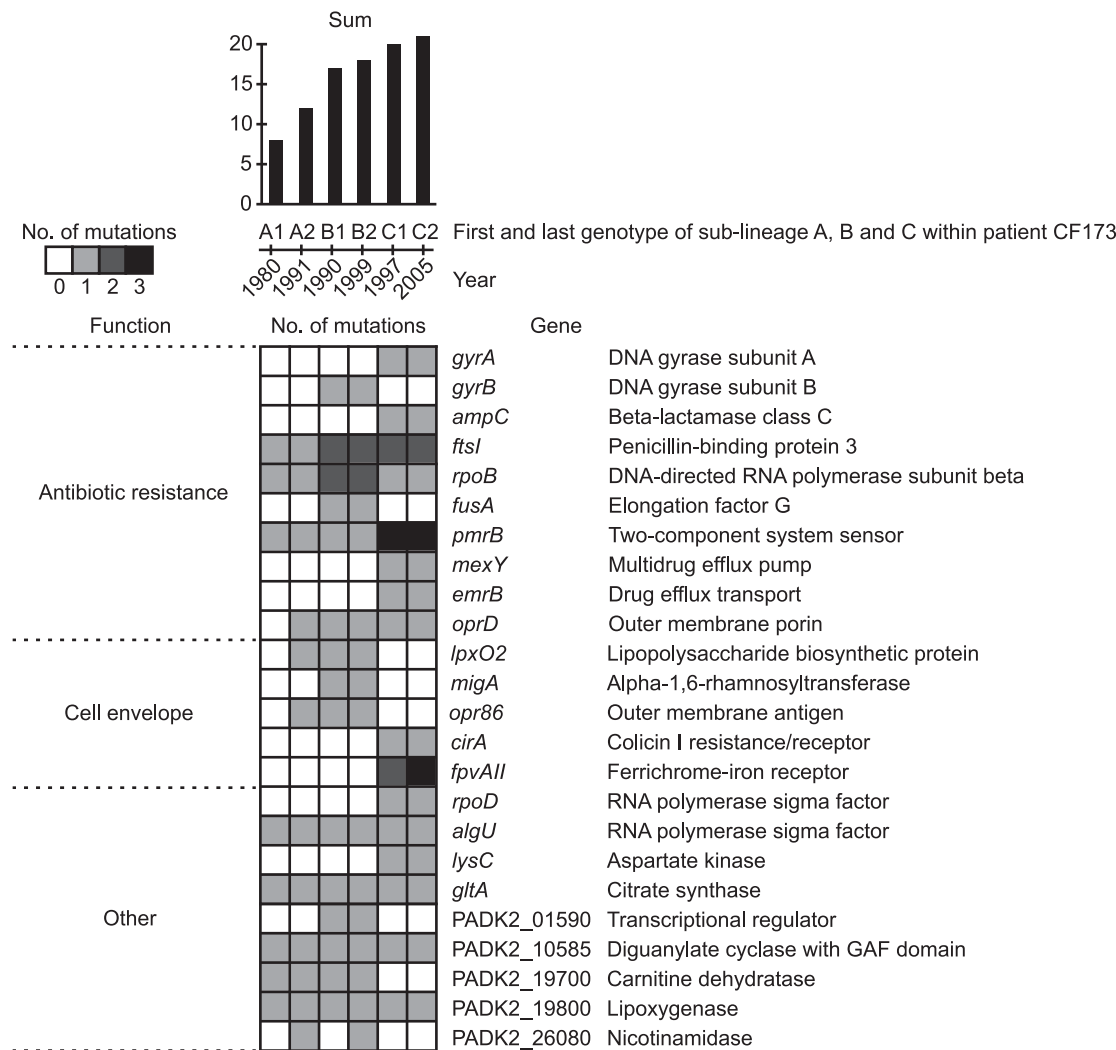 Sum
20
15
10
5
0
No. of mutations
0 1 2 3
A1 A2 B1 B2 C1 C2 First and last genotype of sub-lineage A, B and C within patient CF173
1980 1991 1990 1999 1997 2005 Year
Function No. of mutations Gene
gyrA DNA gyrase subunit A
gyrB DNA gyrase subunit B
ampC Beta-lactamase class C
ftsI Penicillin-binding protein 3
rpoB DNA-directed RNA polymerase subunit beta
Antibiotic resistance
fusA Elongation factor G
pmrB Two-component system sensor
mexY Multidrug efflux pump
emrB Drug efflux transport
oprD Outer membrane porin
lpxO2 Lipopolysaccharide biosynthetic protein
migA Alpha-1,6-rhamnosyltransferase
Cell envelope opr86 Outer membrane antigen
cirA Colicin I resistance/receptor
fpvAII Ferrichrome-iron receptor
rpoD RNA polymerase sigma factor
algU RNA polymerase sigma factor
lysC Aspartate kinase
gltA Citrate synthase
Other PADK2_01590 Transcriptional regulator
PADK2_10585 Diguanylate cyclase with GAF domain
PADK2_19700 Carnitine dehydratase
PADK2_19800 Lipoxygenase
PADK2_26080 Nicotinamidase